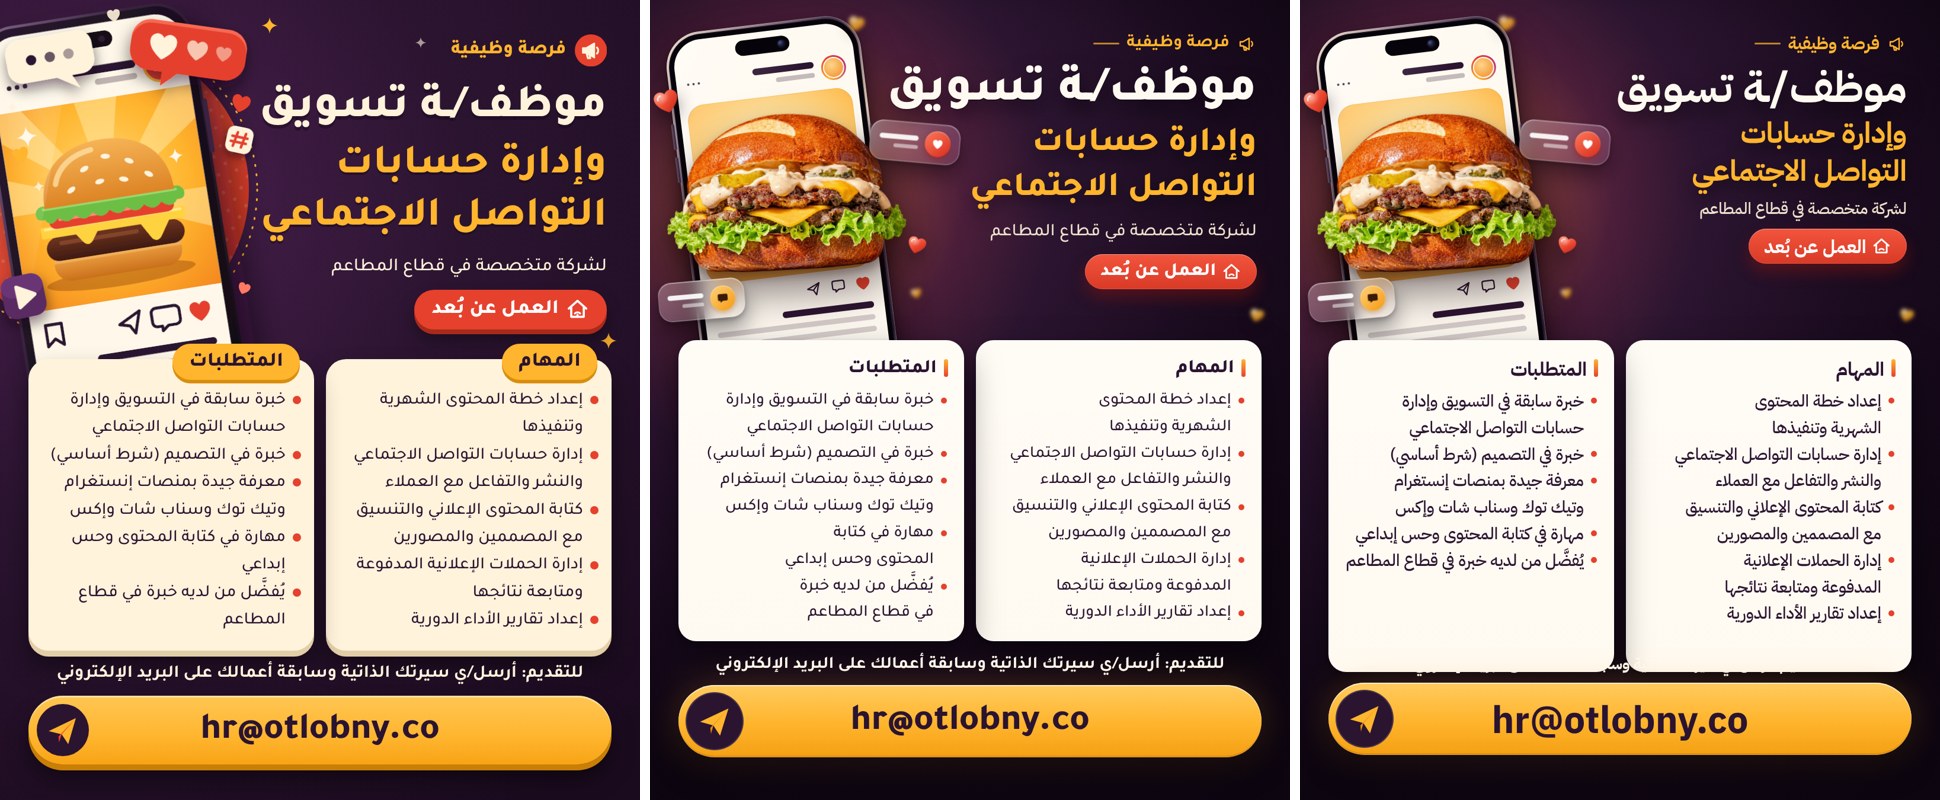 فرصة وظيفية
موظف/ة تسويق
وإدارة حسابات
التواصل الاجتماعي
لشركة متخصصة في قطاع المطاعم
العمل عن بُعد
#
المهام
إعداد خطة المحتوى الشهرية
وتنفيذها
إدارة حسابات التواصل الاجتماعي
والنشر والتفاعل مع العملاء
كتابة المحتوى الإعلاني والتنسيق
مع المصممين والمصورين
إدارة الحملات الإعلانية المدفوعة
ومتابعة نتائجها
إعداد تقارير الأداء الدورية
المتطلبات
خبرة سابقة في التسويق وإدارة
حسابات التواصل الاجتماعي
خبرة في التصميم (شرط أساسي)
معرفة جيدة بمنصات إنستغرام
وتيك توك وسناب شات وإكس
مهارة في كتابة المحتوى وحس
إبداعي
يُفضَّل من لديه خبرة في قطاع
المطاعم
للتقديم: أرسل/ي سيرتك الذاتية وسابقة أعمالك على البريد الإلكتروني
hr@otlobny.co
فرصة وظيفية
موظف/ة تسويق
وإدارة حسابات
التواصل الاجتماعي
لشركة متخصصة في قطاع المطاعم
العمل عن بُعد
المهام
إعداد خطة المحتوى
الشهرية وتنفيذها
إدارة حسابات التواصل الاجتماعي
والنشر والتفاعل مع العملاء
كتابة المحتوى الإعلاني والتنسيق
مع المصممين والمصورين
إدارة الحملات الإعلانية
المدفوعة ومتابعة نتائجها
إعداد تقارير الأداء الدورية
المتطلبات
خبرة سابقة في التسويق وإدارة
حسابات التواصل الاجتماعي
خبرة في التصميم (شرط أساسي)
معرفة جيدة بمنصات إنستغرام
وتيك توك وسناب شات وإكس
مهارة في كتابة
المحتوى وحس إبداعي
يُفضَّل من لديه خبرة
في قطاع المطاعم
للتقديم: أرسل/ي سيرتك الذاتية وسابقة أعمالك على البريد الإلكتروني
hr@otlobny.co
فرصة وظيفية
موظف/ة تسويق
وإدارة حسابات
التواصل الاجتماعي
لشركة متخصصة في قطاع المطاعم
العمل عن بُعد
المهام
إعداد خطة المحتوى
الشهرية وتنفيذها
إدارة حسابات التواصل الاجتماعي
والنشر والتفاعل مع العملاء
كتابة المحتوى الإعلاني والتنسيق
مع المصممين والمصورين
إدارة الحملات الإعلانية
المدفوعة ومتابعة نتائجها
إعداد تقارير الأداء الدورية
المتطلبات
خبرة سابقة في التسويق وإدارة
حسابات التواصل الاجتماعي
خبرة في التصميم (شرط أساسي)
معرفة جيدة بمنصات إنستغرام
وتيك توك وسناب شات وإكس
مهارة في كتابة المحتوى وحس إبداعي
يُفضَّل من لديه خبرة في قطاع المطاعم
hr@otlobny.co